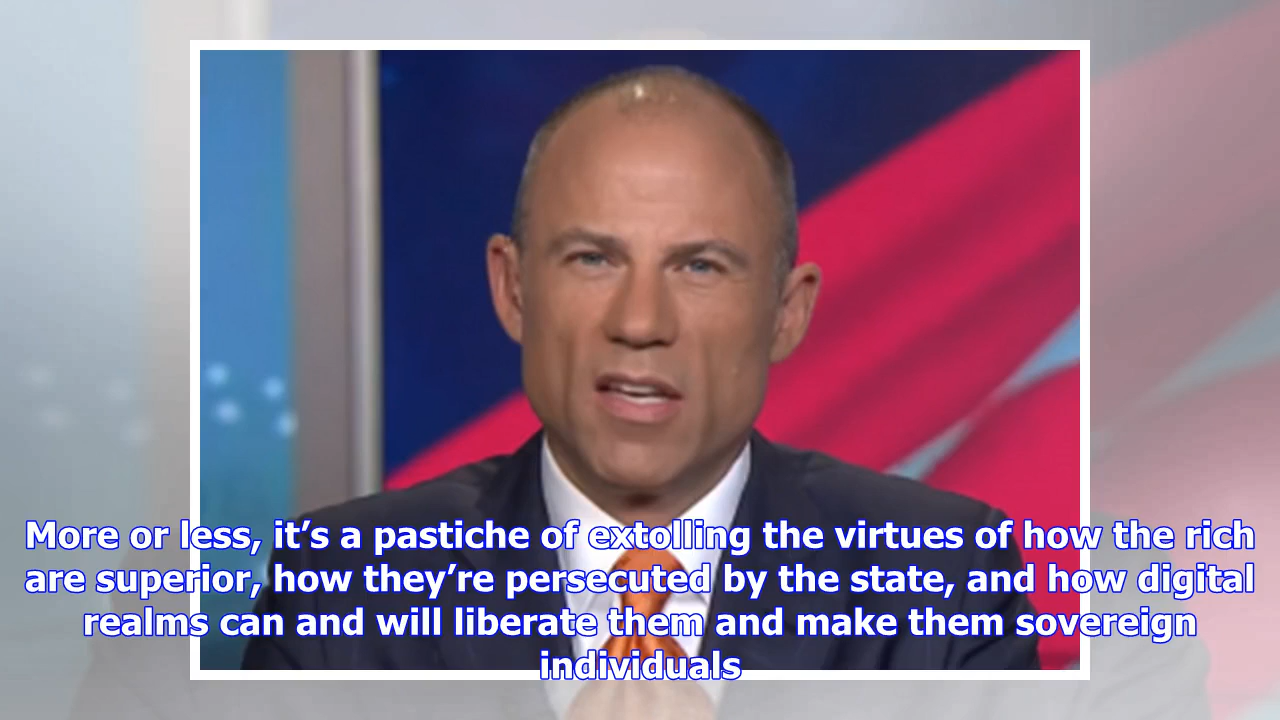 More or less, it’s a pastiche of extolling the virtues of how the rich
are superior, how they’re persecuted by the state, and how digital
realms can and will liberate them and make them sovereign
individuals